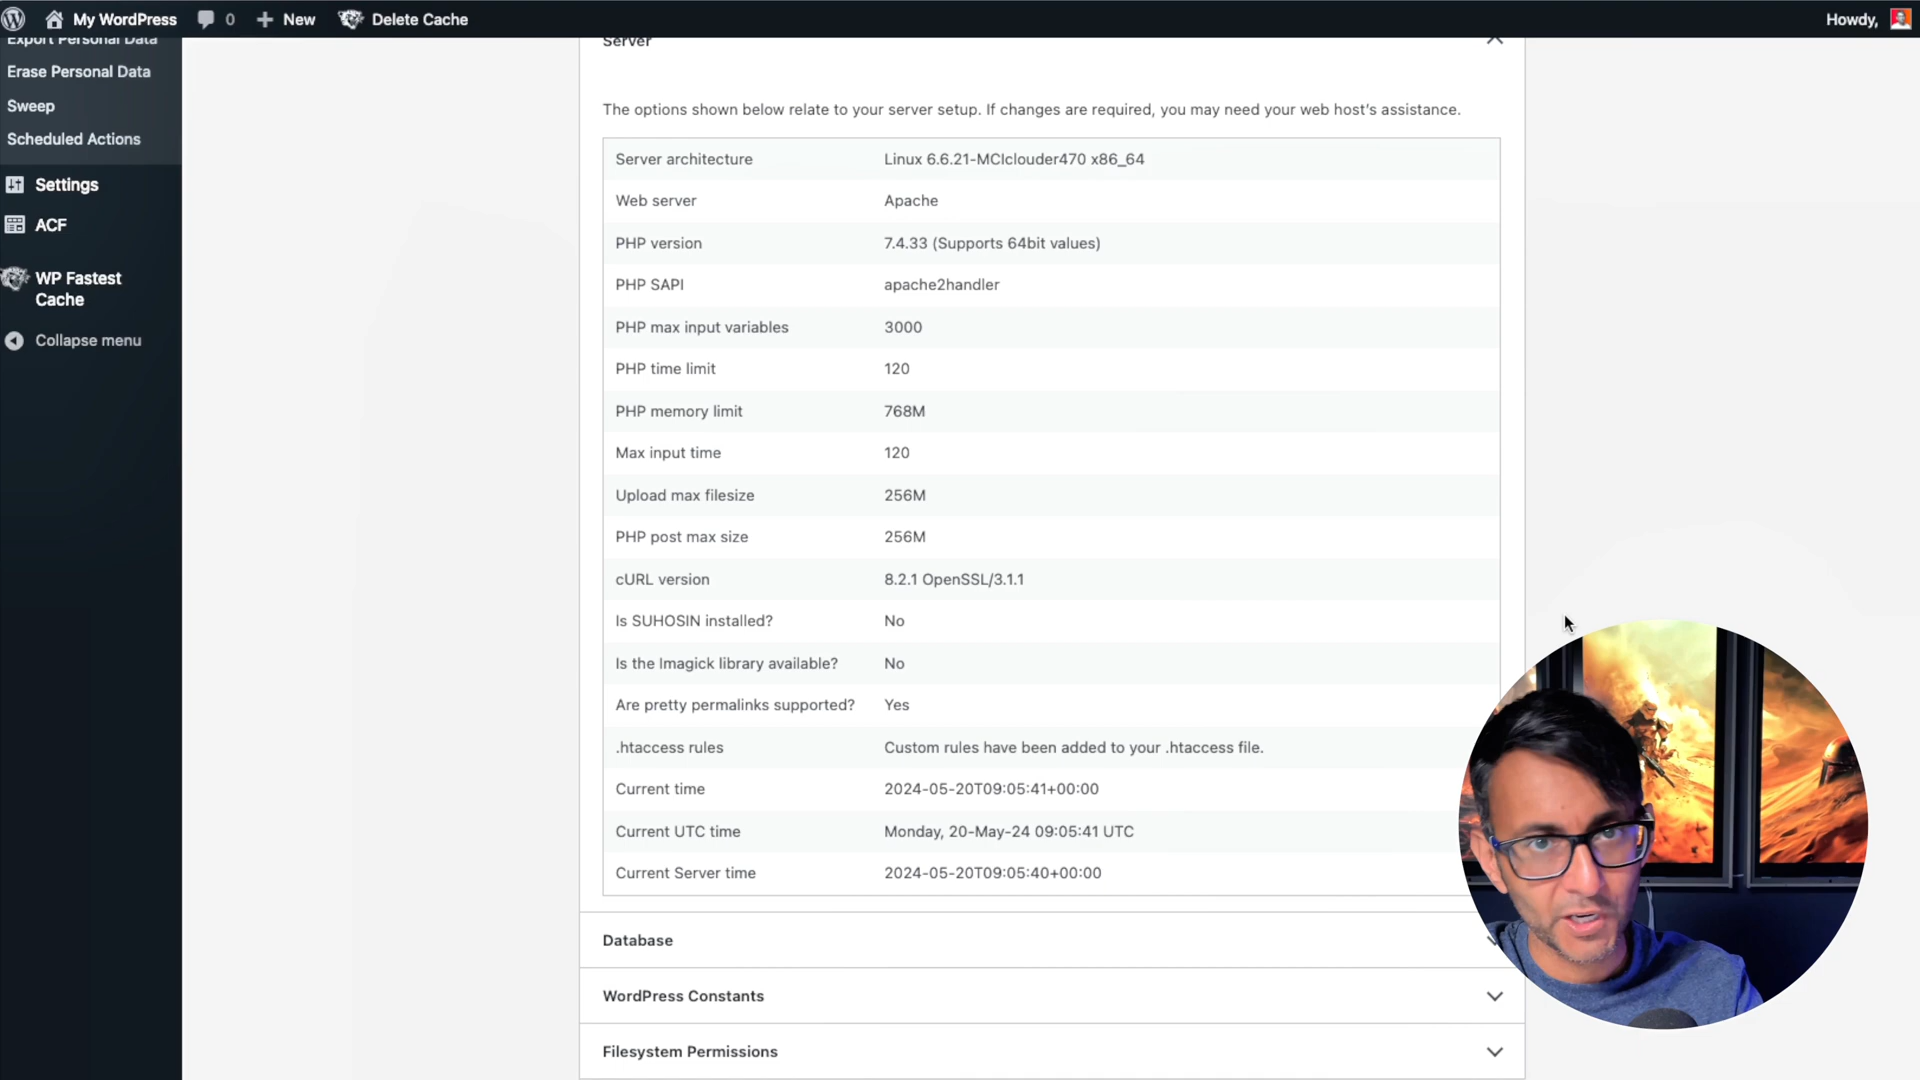 My WordPress
0
New
Delete Cache
Howdy,
Export Personal Data
Erase Personal Data
Sweep
Scheduled Actions
Settings
ACF
WP Fastest
Cache
Collapse menu
Server
The options shown below relate to your server setup. If changes are required, you may need your web host's assistance.
Server architecture Linux 6.6.21-MCIclouder470 x86_64
Web server Apache
PHP version 7.4.33 (Supports 64bit values)
PHP SAPI apache2handler
PHP max input variables 3000
PHP time limit 120
PHP memory limit 768M
Max input time 120
Upload max filesize 256M
PHP post max size 256M
cURL version 8.2.1 OpenSSL/3.1.1
Is SUHOSIN installed? No
Is the Imagick library available? No
Are pretty permalinks supported? Yes
.htaccess rules Custom rules have been added to your .htaccess file.
Current time 2024-05-20T09:05:41+00:00
Current UTC time Monday, 20-May-24 09:05:41 UTC
Current Server time 2024-05-20T09:05:40+00:00
Database
WordPress Constants
Filesystem Permissions